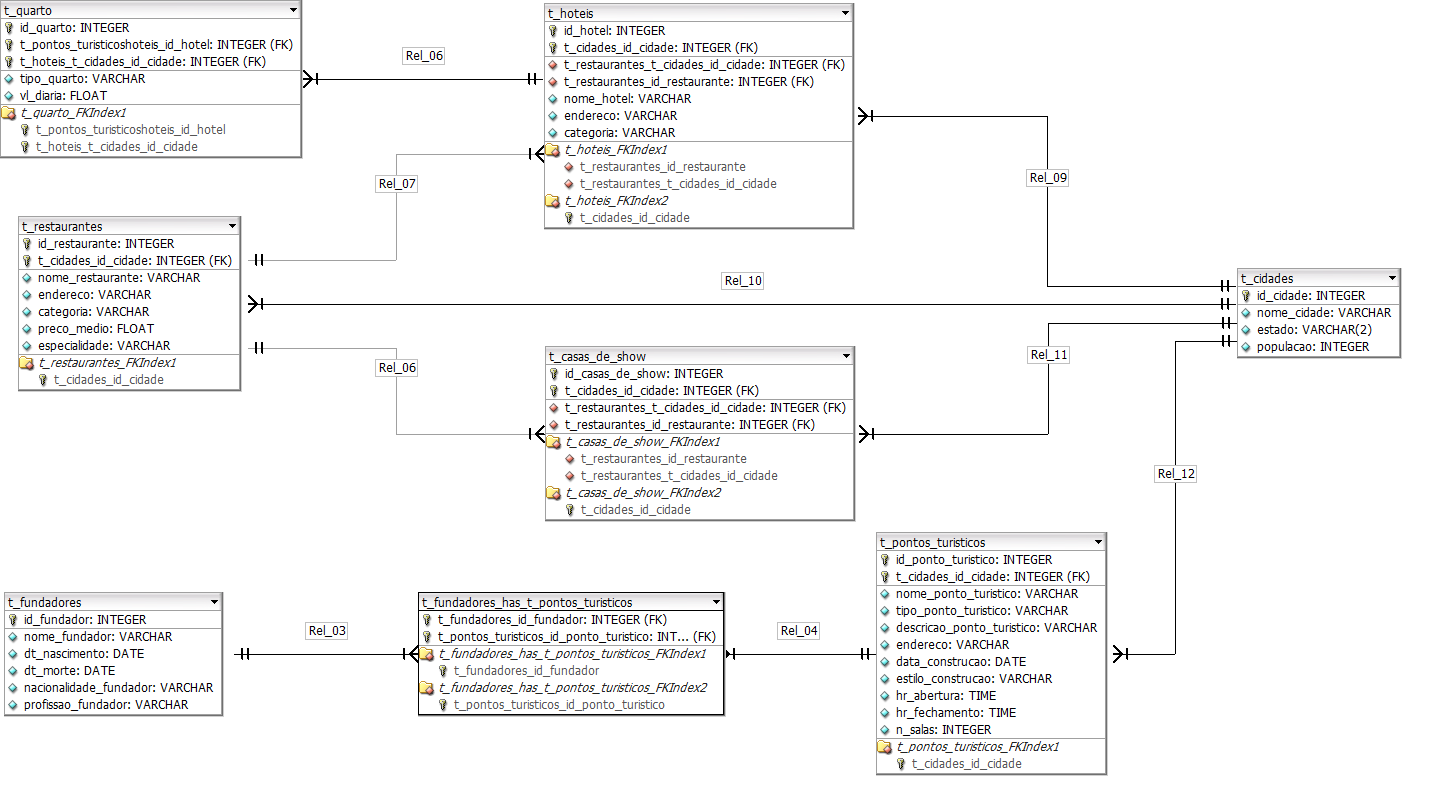 t_quarto
id_quarto: INTEGER
t_pontos_turisticoshoteis_id_hotel: INTEGER (FK)
t_hoteis_t_cidades_id_cidade: INTEGER (FK)
tipo_quarto: VARCHAR
vl_diaria: FLOAT
t_quarto_FKIndex1
t_pontos_turisticoshoteis_id_hotel
t_hoteis_t_cidades_id_cidade
Rel_06
t_hoteis
id_hotel: INTEGER
t_cidades_id_cidade: INTEGER (FK)
t_restaurantes_t_cidades_id_cidade: INTEGER (FK)
t_restaurantes_id_restaurante: INTEGER (FK)
nome_hotel: VARCHAR
endereco: VARCHAR
categoria: VARCHAR
t_hoteis_FKIndex1
t_restaurantes_id_restaurante
t_restaurantes_t_cidades_id_cidade
t_hoteis_FKIndex2
t_cidades_id_cidade
Rel_07
Rel_09
t_restaurantes
id_restaurante: INTEGER
t_cidades_id_cidade: INTEGER (FK)
nome_restaurante: VARCHAR
endereco: VARCHAR
categoria: VARCHAR
preco_medio: FLOAT
especialidade: VARCHAR
t_restaurantes_FKIndex1
t_cidades_id_cidade
Rel_10
t_cidades
id_cidade: INTEGER
nome_cidade: VARCHAR
estado: VARCHAR(2)
populacao: INTEGER
Rel_06
t_casas_de_show
id_casas_de_show: INTEGER
t_cidades_id_cidade: INTEGER (FK)
t_restaurantes_t_cidades_id_cidade: INTEGER (FK)
t_restaurantes_id_restaurante: INTEGER (FK)
t_casas_de_show_FKIndex1
t_restaurantes_id_restaurante
t_restaurantes_t_cidades_id_cidade
t_casas_de_show_FKIndex2
t_cidades_id_cidade
Rel_11
Rel_12
t_fundadores
id_fundador: INTEGER
nome_fundador: VARCHAR
dt_nascimento: DATE
dt_morte: DATE
nacionalidade_fundador: VARCHAR
profissao_fundador: VARCHAR
Rel_03
t_fundadores_has_t_pontos_turisticos
t_fundadores_id_fundador: INTEGER (FK)
t_pontos_turisticos_id_ponto_turistico: INT... (FK)
t_fundadores_has_t_pontos_turisticos_FKIndex1
t_fundadores_id_fundador
t_fundadores_has_t_pontos_turisticos_FKIndex2
t_pontos_turisticos_id_ponto_turistico
Rel_04
t_pontos_turisticos
id_ponto_turistico: INTEGER
t_cidades_id_cidade: INTEGER (FK)
nome_ponto_turistico: VARCHAR
tipo_ponto_turistico: VARCHAR
descricao_ponto_turistico: VARCHAR
endereco: VARCHAR
data_construcao: DATE
estilo_construcao: VARCHAR
hr_abertura: TIME
hr_fechamento: TIME
n_salas: INTEGER
t_pontos_turisticos_FKIndex1
t_cidades_id_cidade